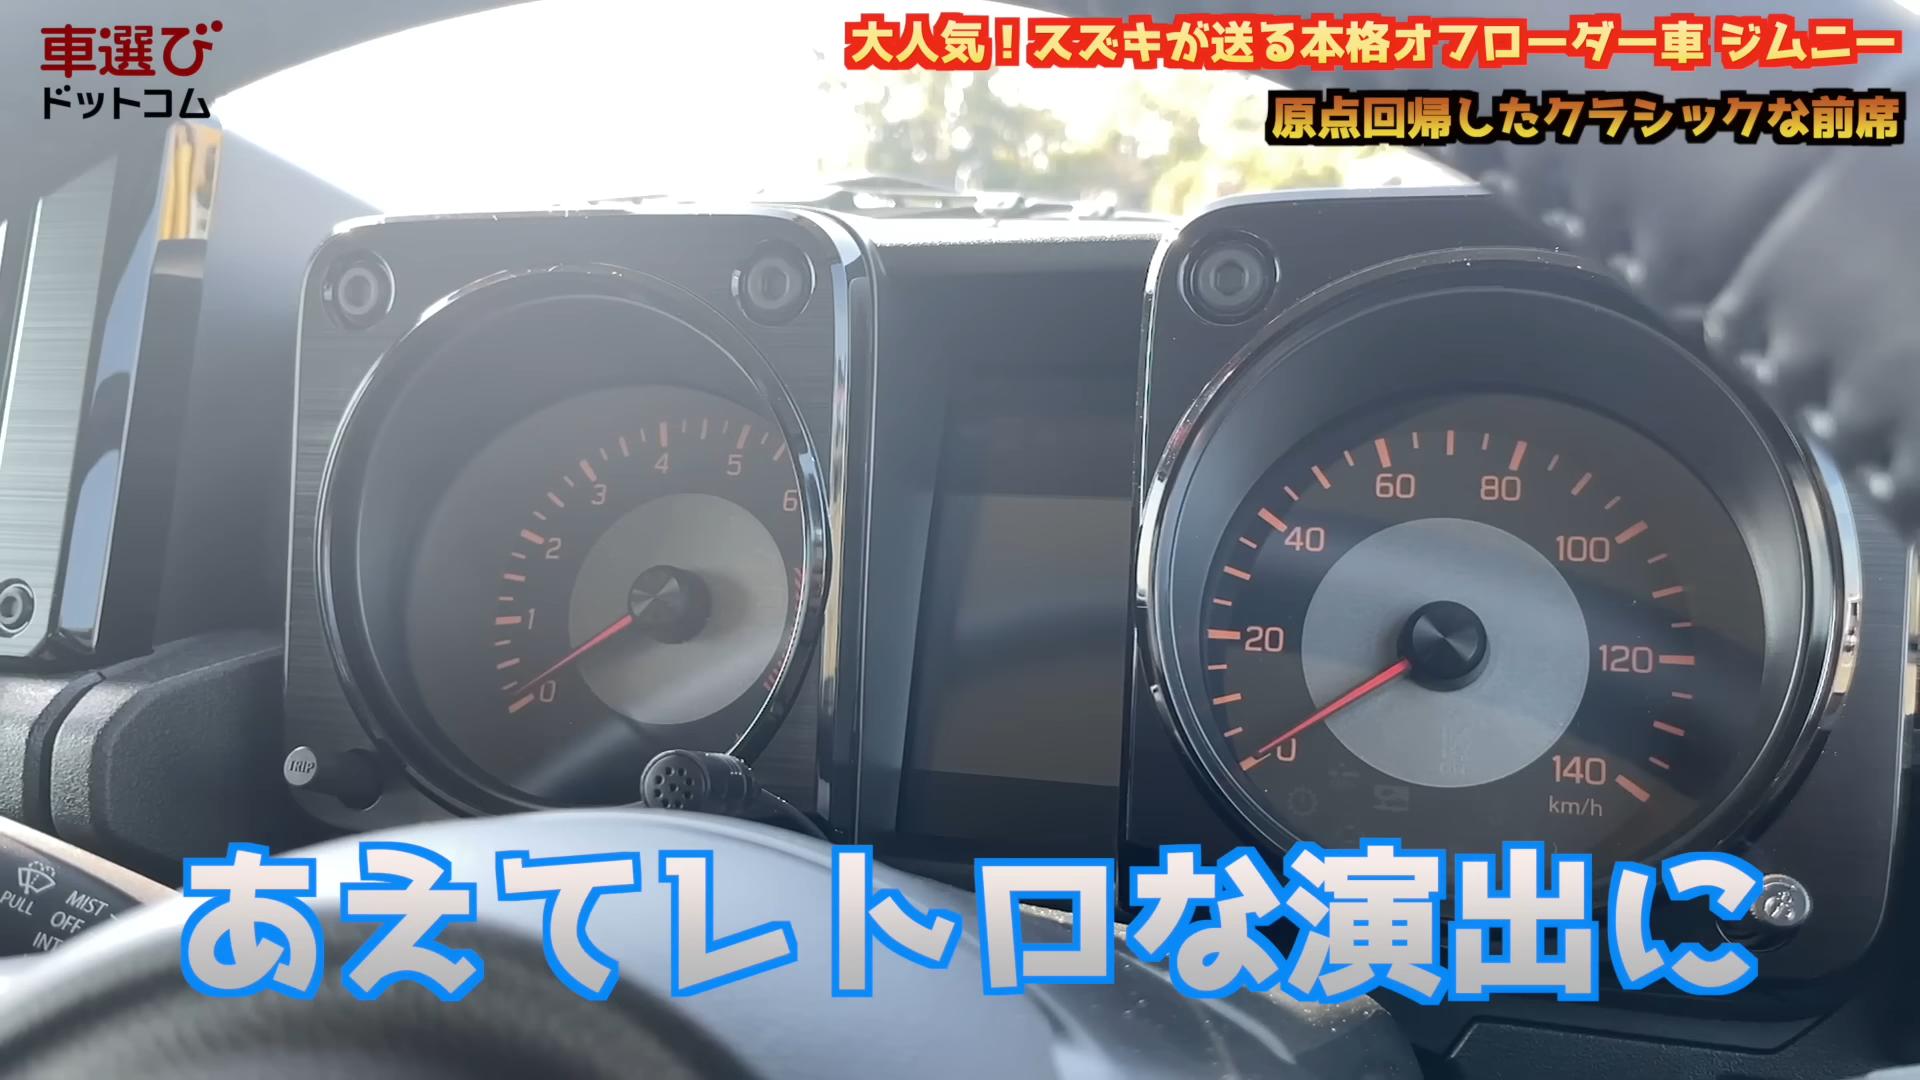 車選び
ドットコム
大人気！スズキが送る本格オフローダー車 ジムニー
原点回帰したクラシックな前席
0 1 2 3 4 5 6
0 20 40 60 80 100 120 140
km/h
TRIP
PULL
MIST
OFF
INT
あえてレトロな演出に